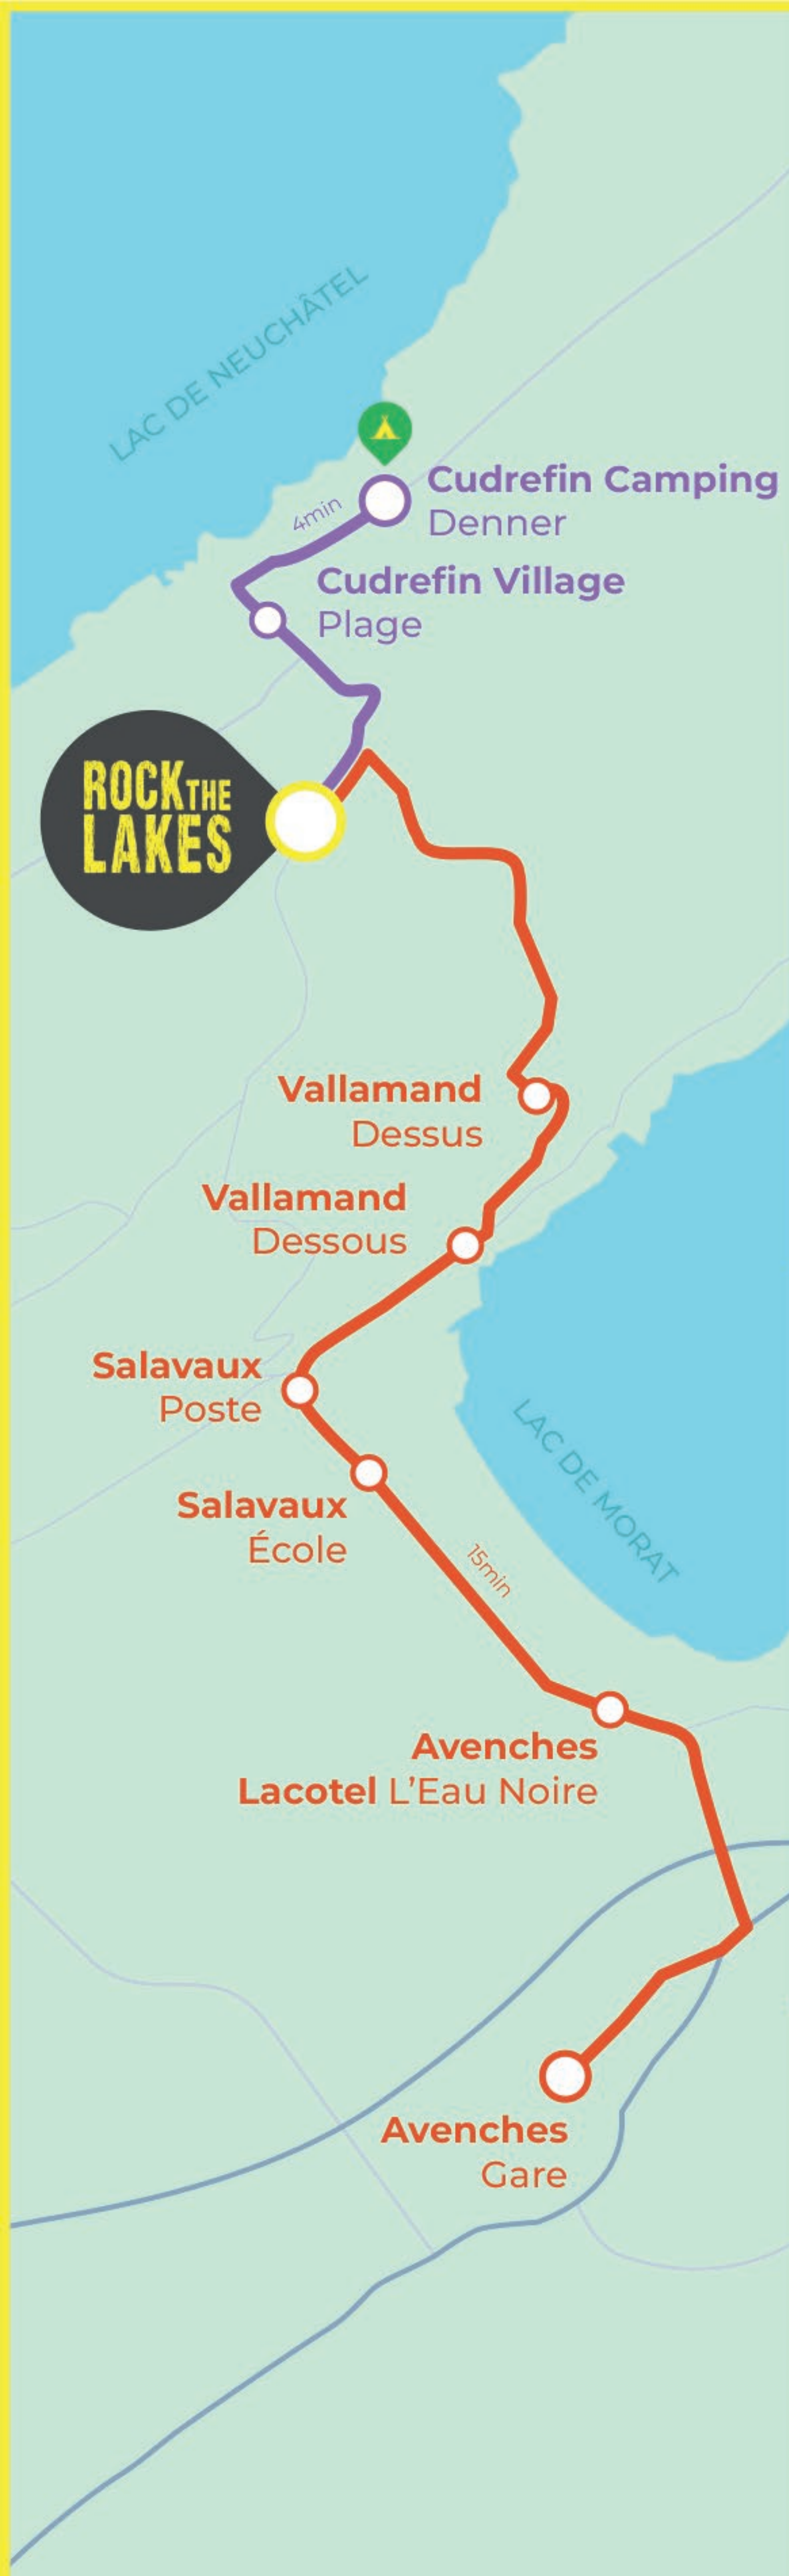 LAC DE NEUCHÂTEL
Cudrefin Camping
Denner
4min
Cudrefin Village
Plage
ROCK THE
LAKES
Vallamand
Dessus
Vallamand
Dessous
Salavaux
Poste
LAC DE MORAT
Salavaux
École
15min
Avenches
Lacotel L’Eau Noire
Avenches
Gare